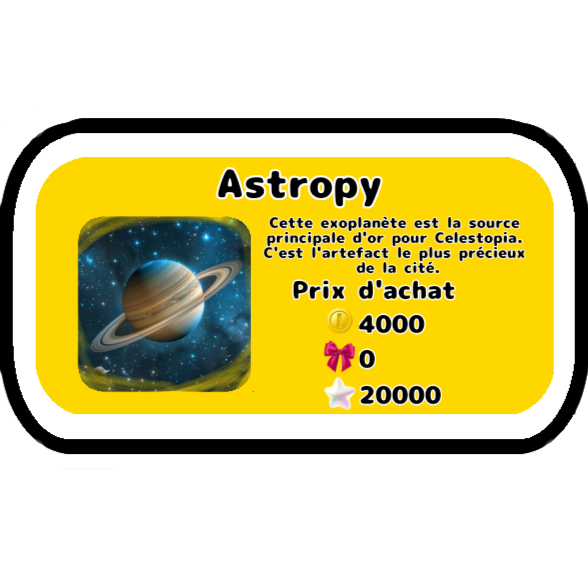 Astropy
Cette exoplanète est la source
principale d'or pour Celestopia.
C'est l'artefact le plus précieux
de la cité.
Prix d'achat
4000
0
20000